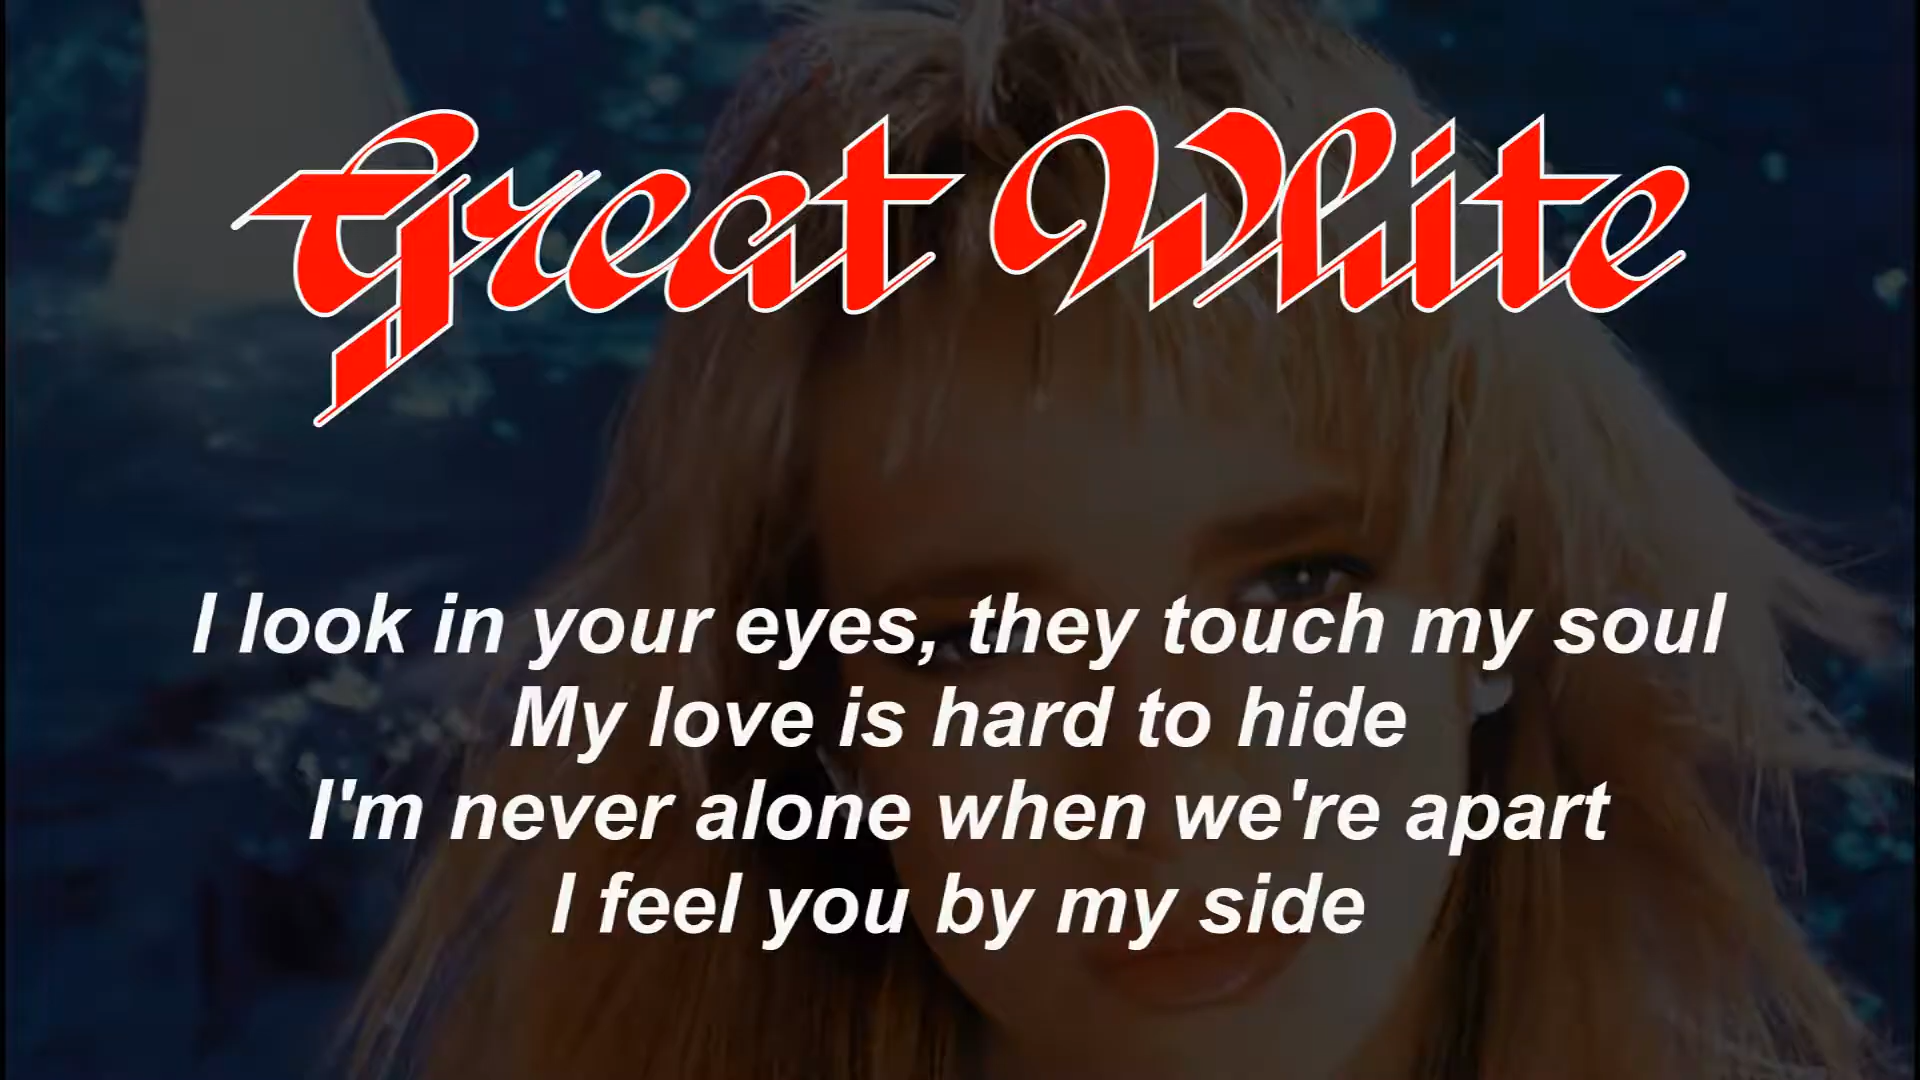 Great White
I look in your eyes, they touch my soul
My love is hard to hide
I'm never alone when we're apart
I feel you by my side